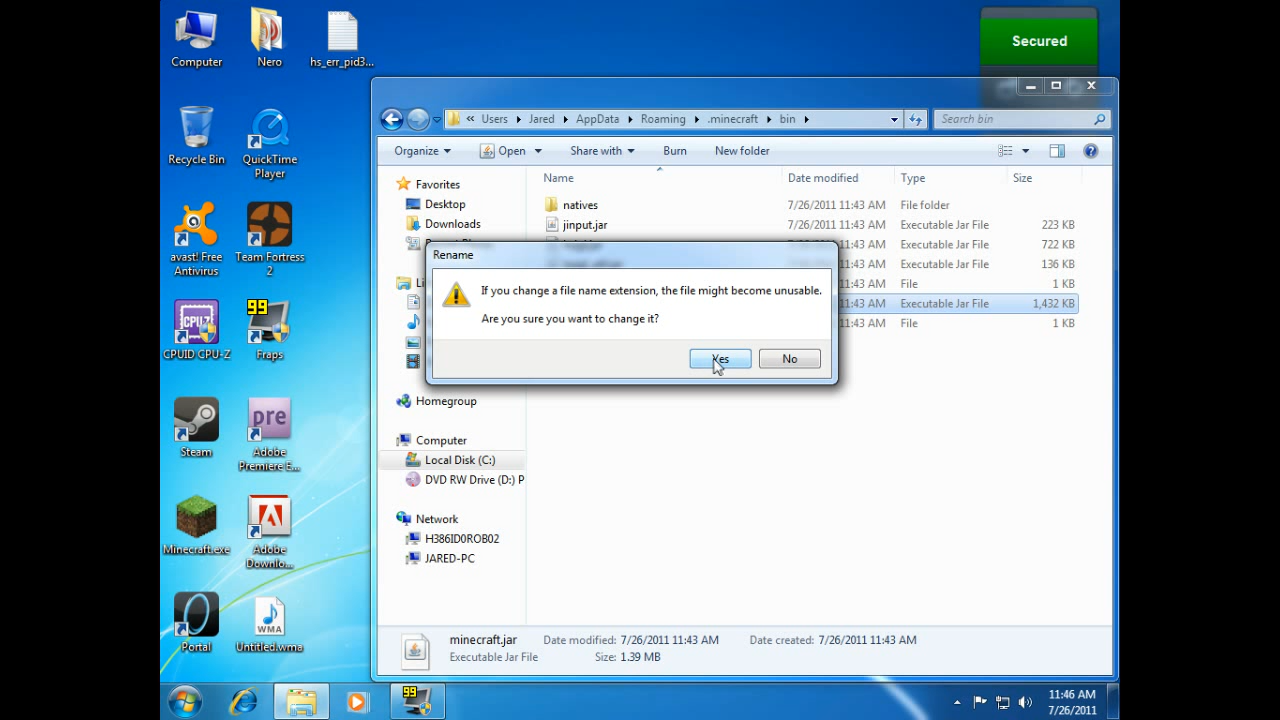 Computer
Nero
hs_err_pid3...
Secured
Recycle Bin
QuickTime
Player
avast! Free
Antivirus
Team Fortress
2
CPU-Z
CPUID CPU-Z
99
Fraps
Steam
pre
Adobe
Premiere E...
Minecraft.exe
Adobe
Downlo...
Portal
WMA
Untitled.wma
« Users Jared AppData Roaming .minecraft bin
Search bin
Organize Open Share with Burn New folder
Name Date modified Type Size
Favorites
Desktop
Downloads
Li
Homegroup
Computer
Local Disk (C:)
DVD RW Drive (D:) P
Network
H386ID0ROB02
JARED-PC
natives 7/26/2011 11:43 AM File folder
jinput.jar 7/26/2011 11:43 AM Executable Jar File 223 KB
Executable Jar File 722 KB
11:43 AM Executable Jar File 136 KB
11:43 AM File 1 KB
11:43 AM Executable Jar File 1,432 KB
11:43 AM File 1 KB
Rename
If you change a file name extension, the file might become unusable.
Are you sure you want to change it?
Yes No
minecraft.jar Date modified: 7/26/2011 11:43 AM Date created: 7/26/2011 11:43 AM
Executable Jar File Size: 1.39 MB
99
11:46 AM
7/26/2011